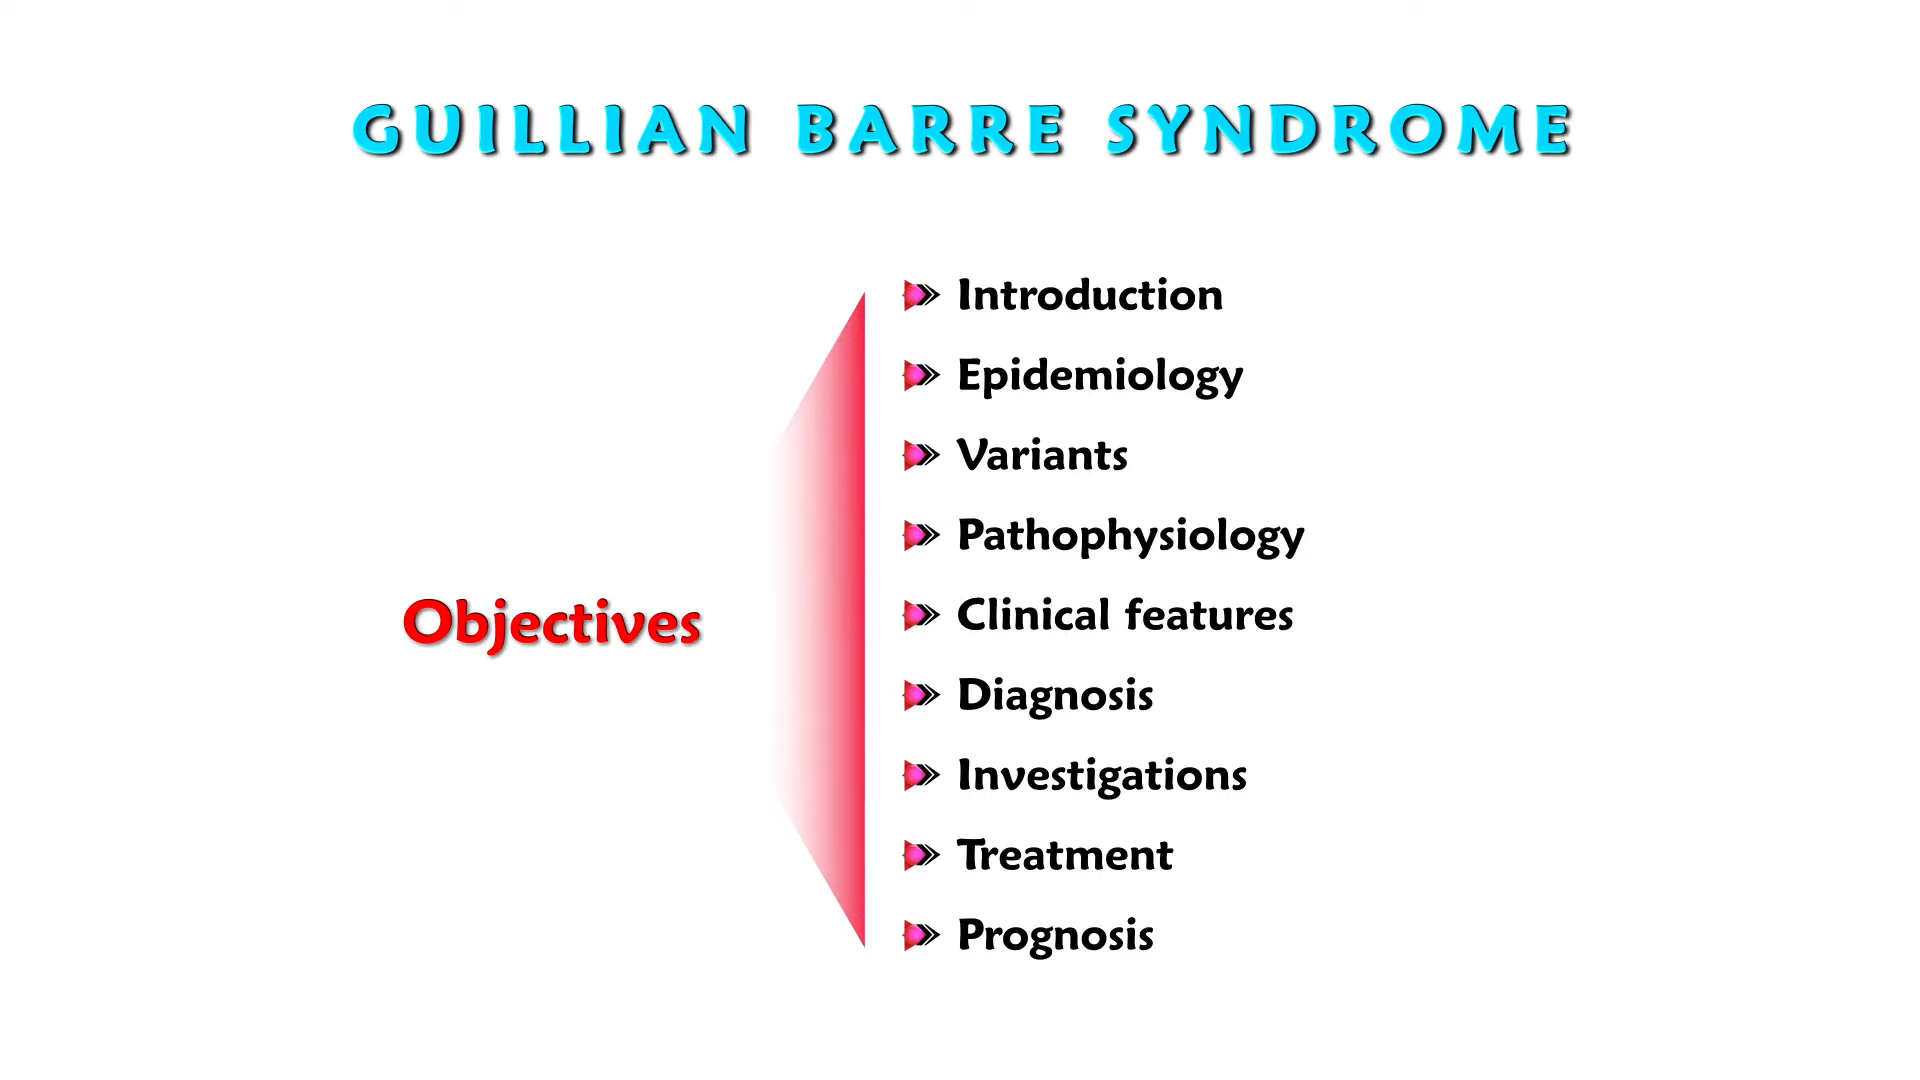 GUILLIAN BARRE SYNDROME
Objectives
Introduction
Epidemiology
Variants
Pathophysiology
Clinical features
Diagnosis
Investigations
Treatment
Prognosis